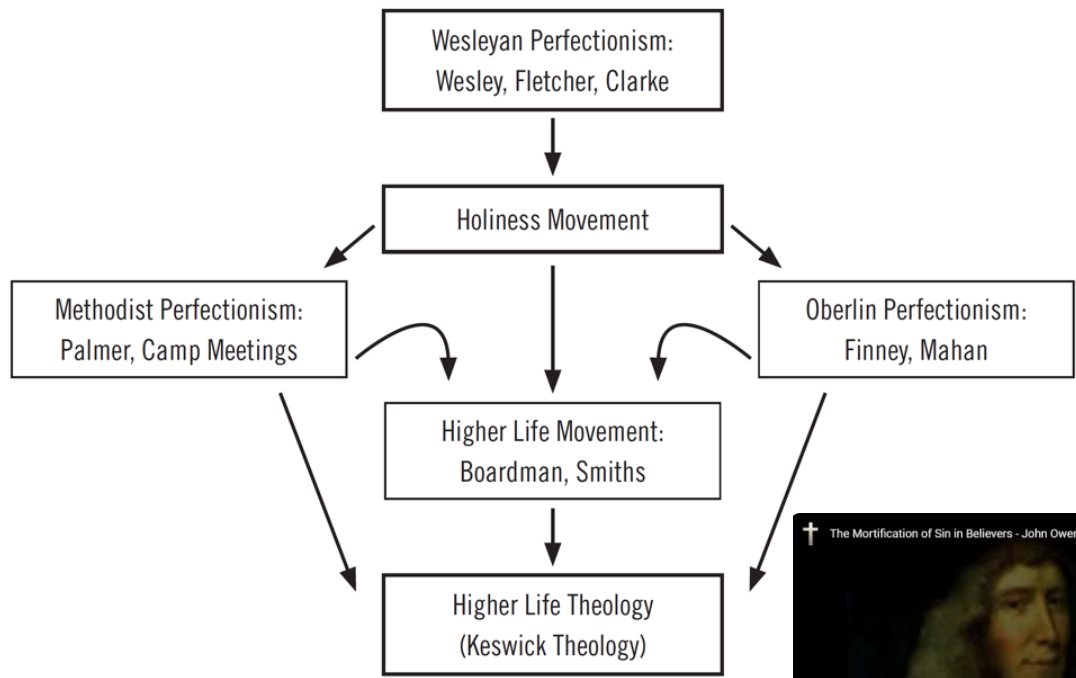 Wesleyan Perfectionism:
Wesley, Fletcher, Clarke
Holiness Movement
Methodist Perfectionism:
Palmer, Camp Meetings
Oberlin Perfectionism:
Finney, Mahan
Higher Life Movement:
Boardman, Smiths
Higher Life Theology
(Keswick Theology)
The Mortification of Sin in Believers - John Owen